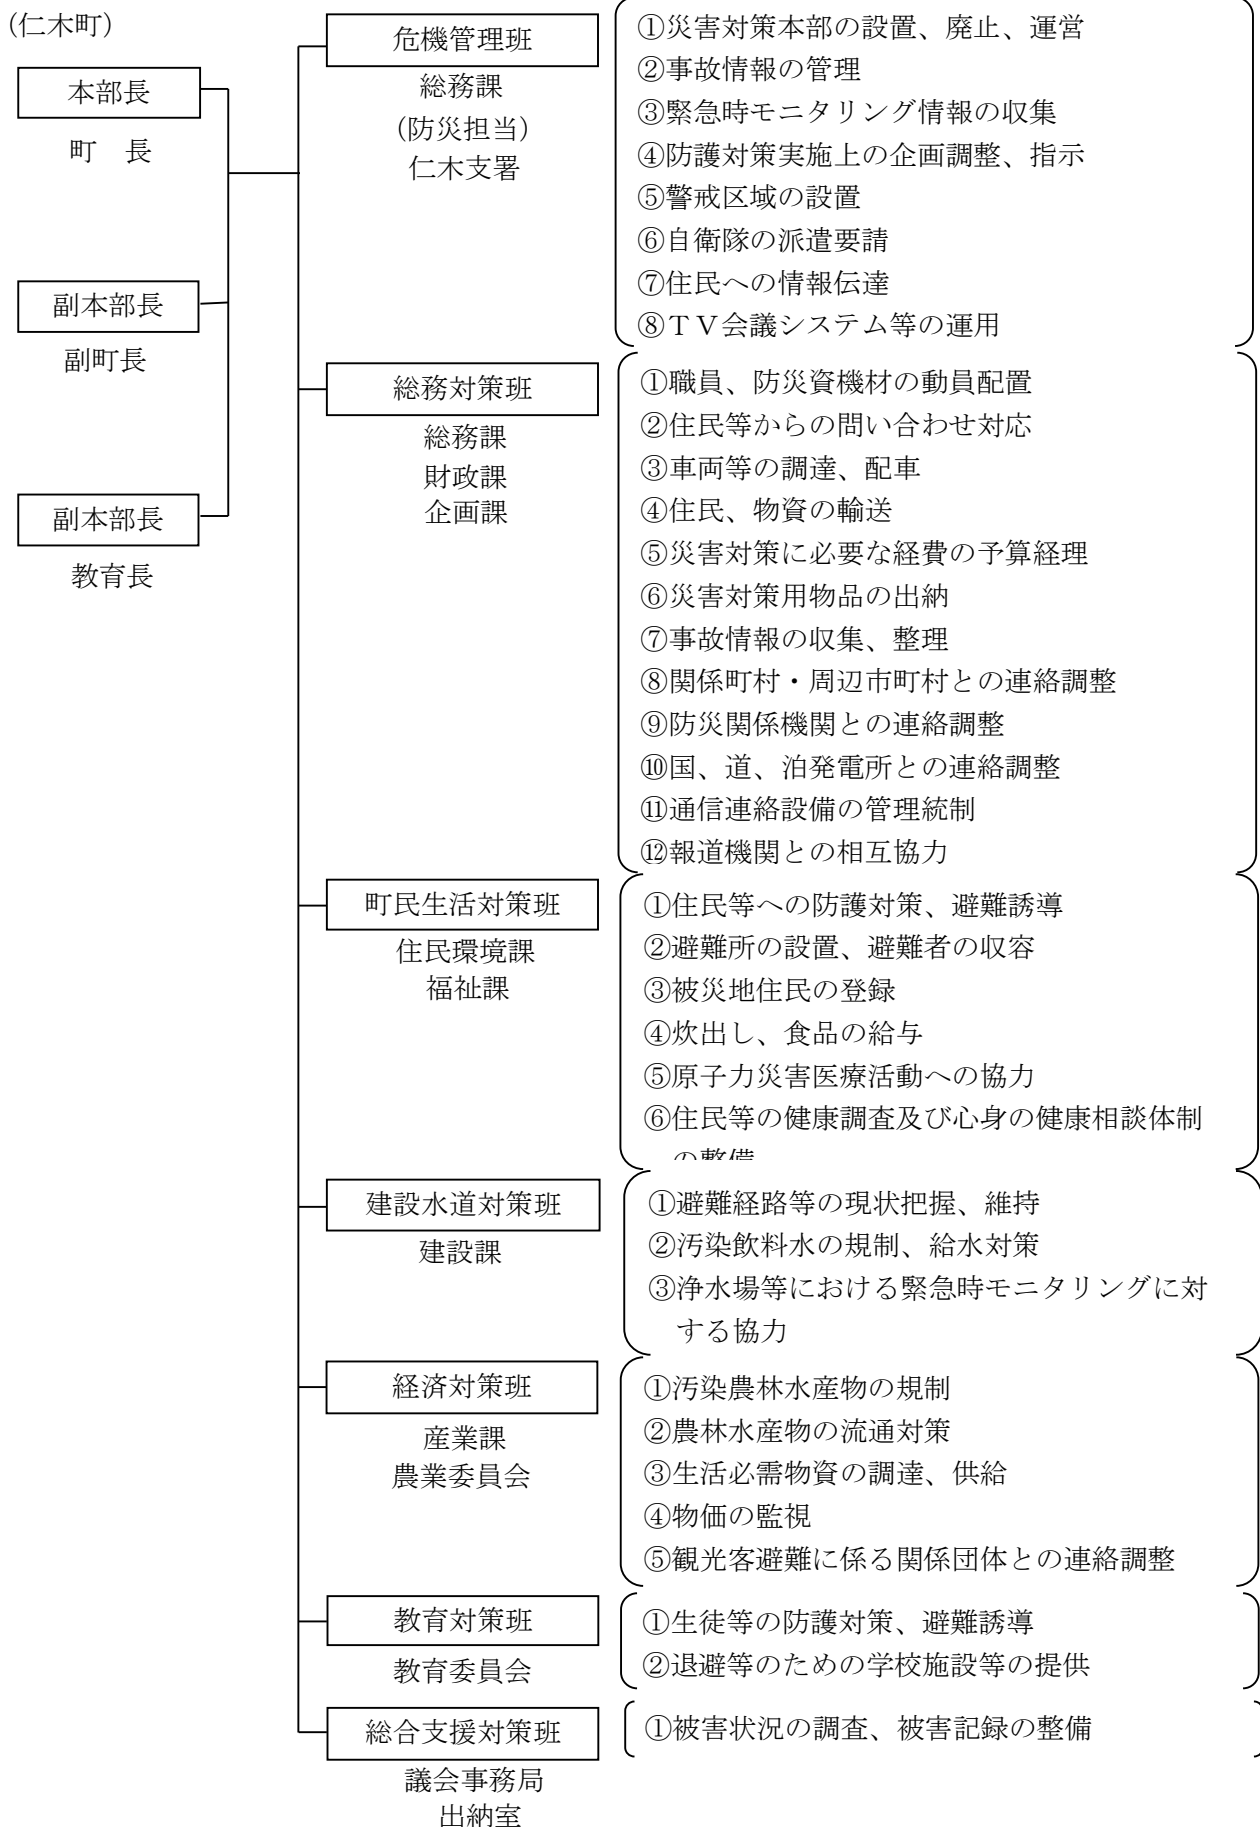 (仁木町)
本部長
町　長
副本部長
副町長
副本部長
教育長
危機管理班
総務課
(防災担当)
仁木支署
①災害対策本部の設置、廃止、運営
②事故情報の管理
③緊急時モニタリング情報の収集
④防護対策実施上の企画調整、指示
⑤警戒区域の設置
⑥自衛隊の派遣要請
⑦住民への情報伝達
⑧ＴＶ会議システム等の運用
総務対策班
総務課
財政課
企画課
①職員、防災資機材の動員配置
②住民等からの問い合わせ対応
③車両等の調達、配車
④住民、物資の輸送
⑤災害対策に必要な経費の予算経理
⑥災害対策用物品の出納
⑦事故情報の収集、整理
⑧関係町村・周辺市町村との連絡調整
⑨防災関係機関との連絡調整
⑩国、道、泊発電所との連絡調整
⑪通信連絡設備の管理統制
⑫報道機関との相互協力
町民生活対策班
住民環境課
福祉課
①住民等への防護対策、避難誘導
②避難所の設置、避難者の収容
③被災地住民の登録
④炊出し、食品の給与
⑤原子力災害医療活動への協力
⑥住民等の健康調査及び心身の健康相談体制
の整備
建設水道対策班
建設課
①避難経路等の現状把握、維持
②汚染飲料水の規制、給水対策
③浄水場等における緊急時モニタリングに対
する協力
経済対策班
産業課
農業委員会
①汚染農林水産物の規制
②農林水産物の流通対策
③生活必需物資の調達、供給
④物価の監視
⑤観光客避難に係る関係団体との連絡調整
教育対策班
教育委員会
①生徒等の防護対策、避難誘導
②退避等のための学校施設等の提供
総合支援対策班
議会事務局
出納室
①被害状況の調査、被害記録の整備